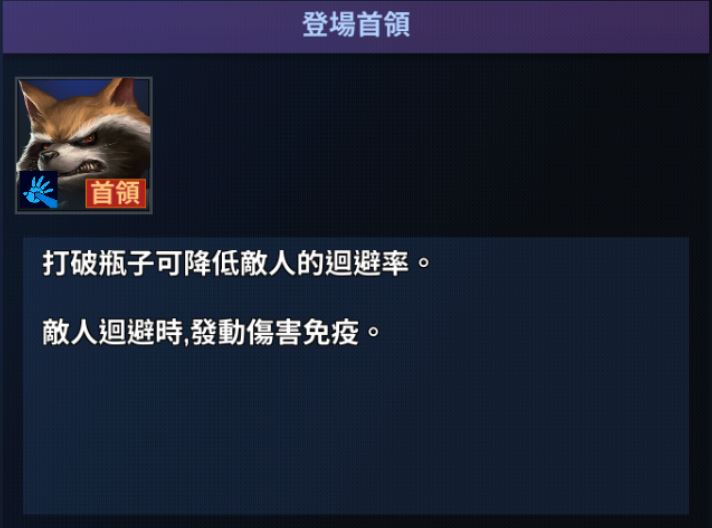 登場首領
首領
打破瓶子可降低敵人的迴避率。
敵人迴避時,發動傷害免疫。